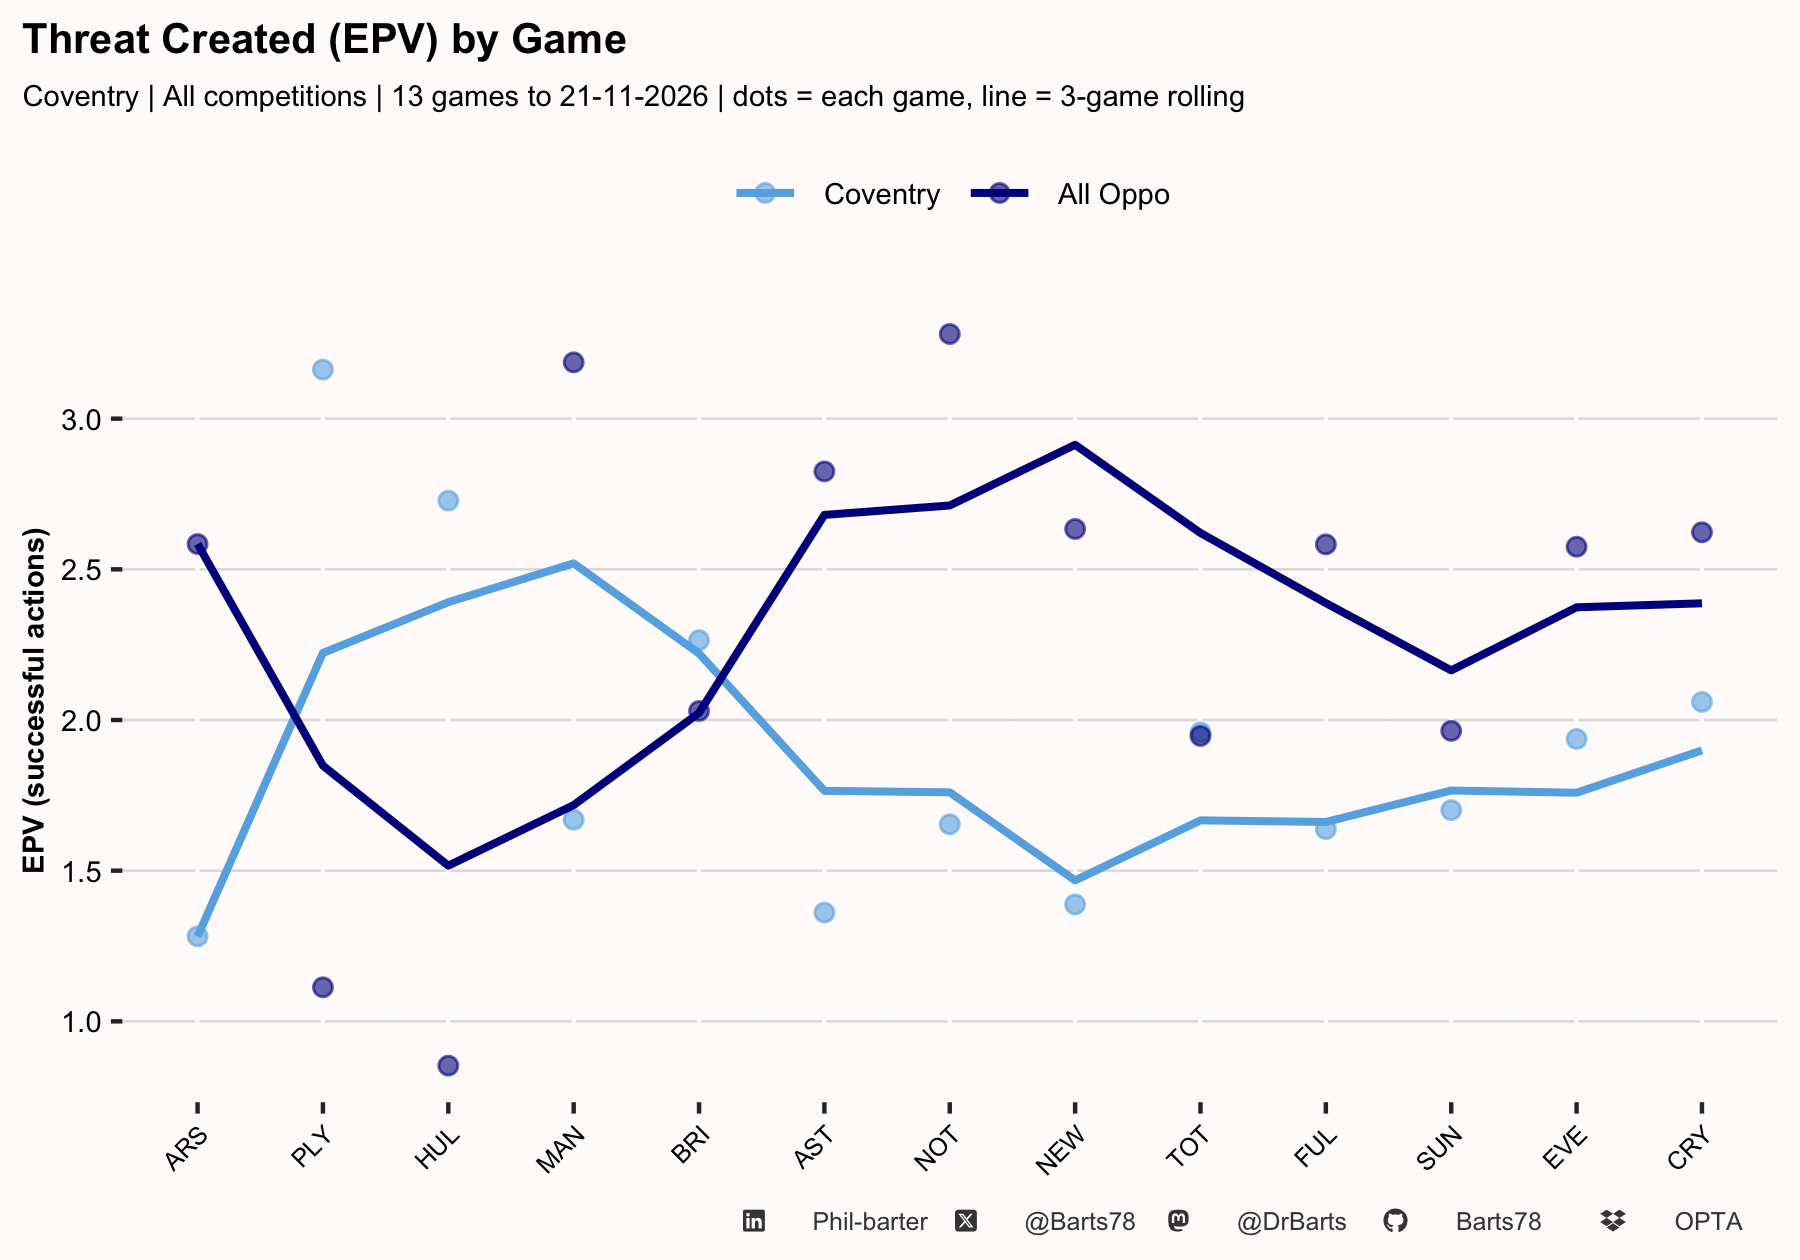 Threat Created (EPV) by Game
Coventry | All competitions | 13 games to 21-11-2026 | dots = each game, line = 3-game rolling
Coventry All Oppo
EPV (successful actions)
3.0
2.5
2.0
1.5
1.0
ARS PLY HUL MAN BRI AST NOT NEW TOT FUL SUN EVE CRY
Phil-barter @Barts78 @DrBarts Barts78 OPTA